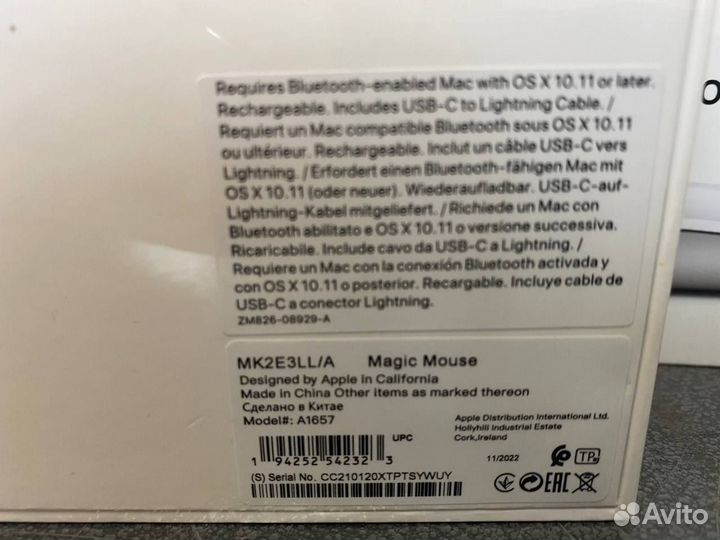 Requires Bluetooth-enabled Mac with OS X 10.11 or later.
Rechargeable. Includes USB-C to Lightning Cable. /
Requiert un Mac compatible Bluetooth sous OS X 10.11
ou ultérieur. Rechargeable. Inclut un câble USB-C vers
Lightning. / Erfordert einen Bluetooth-fähigen Mac mit
OS X 10.11 (oder neuer). Wiederaufladbar. USB-C-auf-
Lightning-Kabel mitgeliefert. / Richiede un Mac con
Bluetooth abilitato e OS X 10.11 o versione successiva.
Ricaricabile. Include cavo da USB-C a Lightning. /
Requiere un Mac con la conexión Bluetooth activada y
con OS X 10.11 o posterior. Recargable. Incluye cable de
USB-C a conector Lightning.
ZM826-08929-A
MK2E3LL/A Magic Mouse
Designed by Apple in California
Made in China Other items as marked thereon
Сделано в Китае
Model#: A1657
Apple Distribution International Ltd.
Hollyhill Industrial Estate
Cork, Ireland
UPC
1 94252 54232 3
11/2022
TP
(S) Serial No. CC210120XTPTSYWUY
EAC
Avito